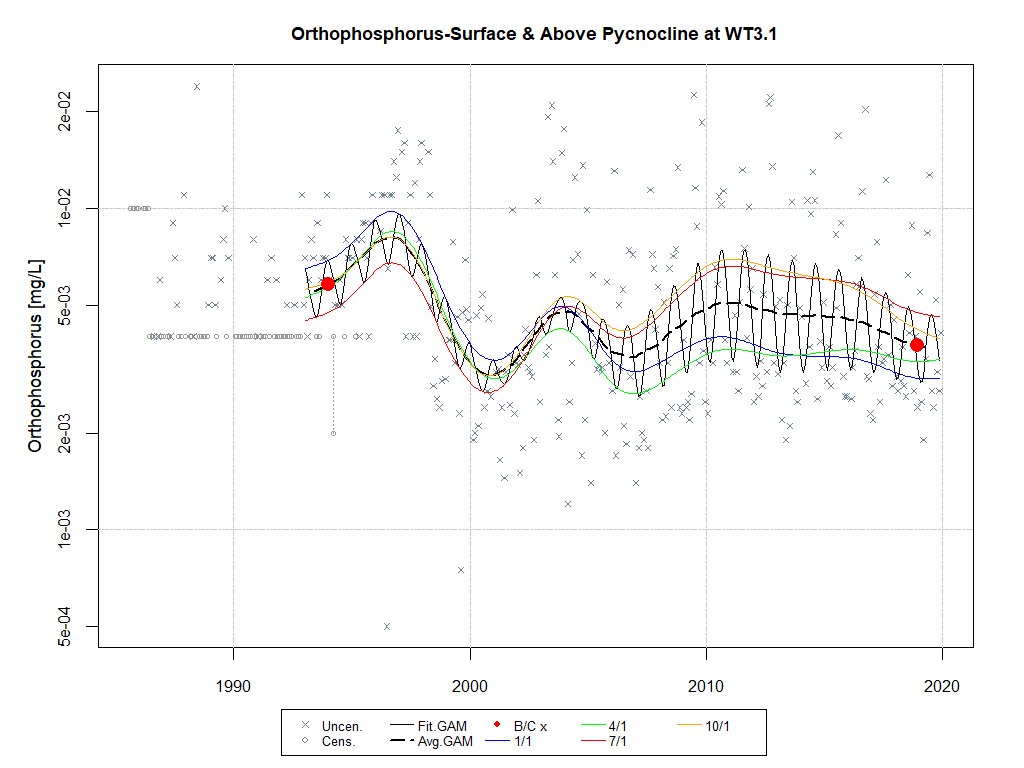 Orthophosphorus-Surface & Above Pycnocline at WT3.1
Orthophosphorus [mg/L]
2e-02
1e-02
5e-03
2e-03
1e-03
5e-04
1990 2000 2010 2020
Uncen. Fit.GAM B/C x 4/1 10/1
Cens. Avg.GAM 1/1 7/1